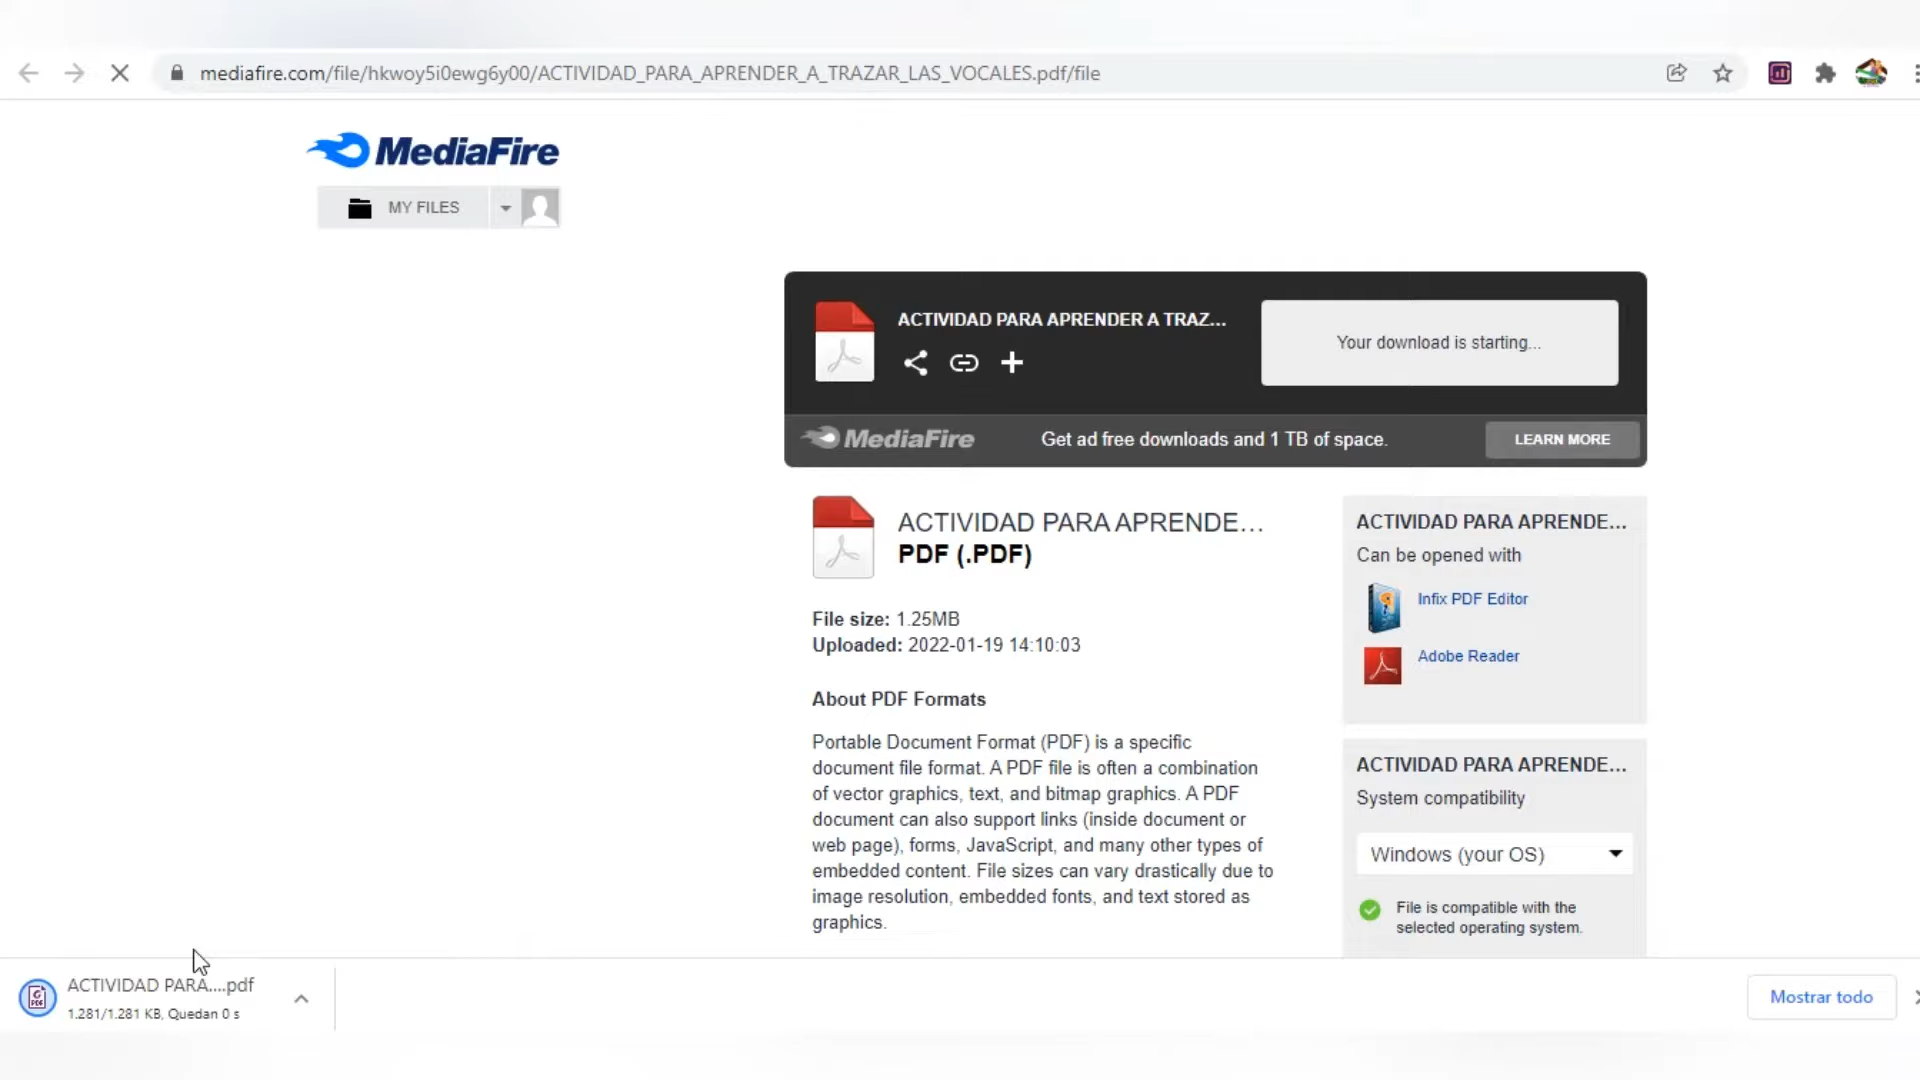 mediafire.com/file/hkwoy5i0ewg6y00/ACTIVIDAD_PARA_APRENDER_A_TRAZAR_LAS_VOCALES.pdf/file
MediaFire
MY FILES
ACTIVIDAD PARA APRENDER A TRAZ...
Your download is starting...
MediaFire
Get ad free downloads and 1 TB of space.
LEARN MORE
ACTIVIDAD PARA APRENDE...
PDF (.PDF)
File size: 1.25MB
Uploaded: 2022-01-19 14:10:03
About PDF Formats
Portable Document Format (PDF) is a specific
document file format. A PDF file is often a combination
of vector graphics, text, and bitmap graphics. A PDF
document can also support links (inside document or
web page), forms, JavaScript, and many other types of
embedded content. File sizes can vary drastically due to
image resolution, embedded fonts, and text stored as
graphics.
ACTIVIDAD PARA APRENDE...
Can be opened with
Infix PDF Editor
Adobe Reader
ACTIVIDAD PARA APRENDE...
System compatibility
Windows (your OS)
File is compatible with the
selected operating system.
ACTIVIDAD PARA....pdf
1.281/1.281 KB, Quedan 0 s
Mostrar todo